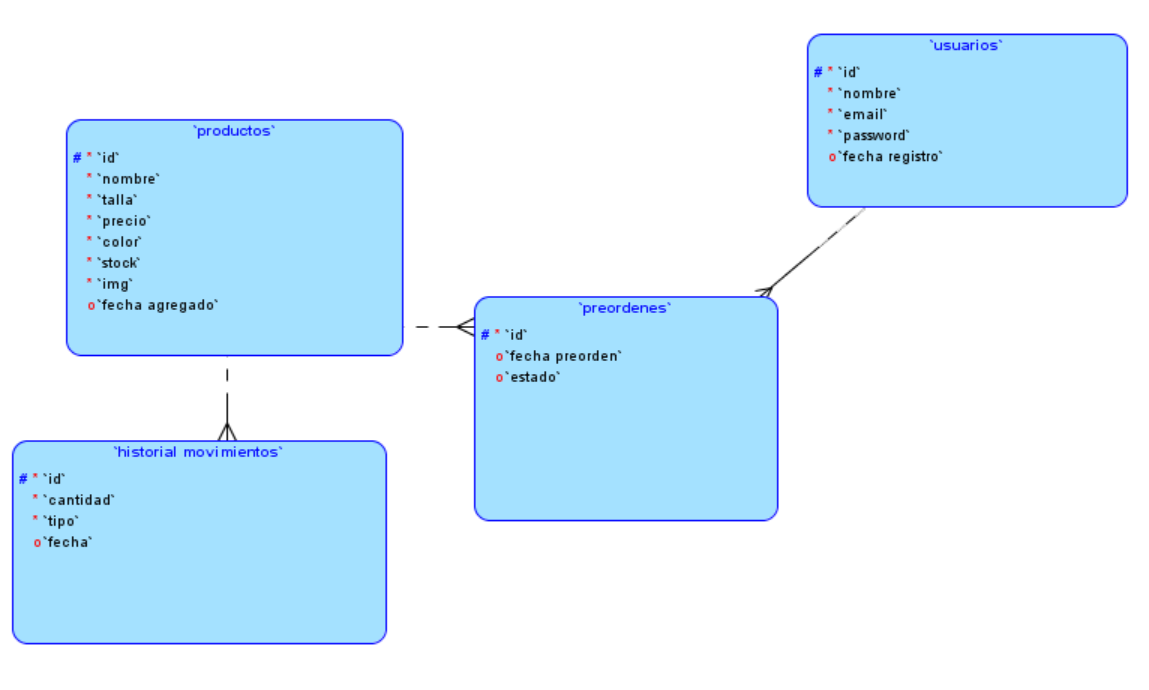 `usuarios`
# * `id`
* `nombre`
* `email`
* `password`
o `fecha registro`
`productos`
# * `id`
* `nombre`
* `talla`
* `precio`
* `color`
* `stock`
* `img`
o `fecha agregado`
`preordenes`
# * `id`
o `fecha preorden`
o `estado`
`historial movimientos`
# * `id`
* `cantidad`
* `tipo`
o `fecha`